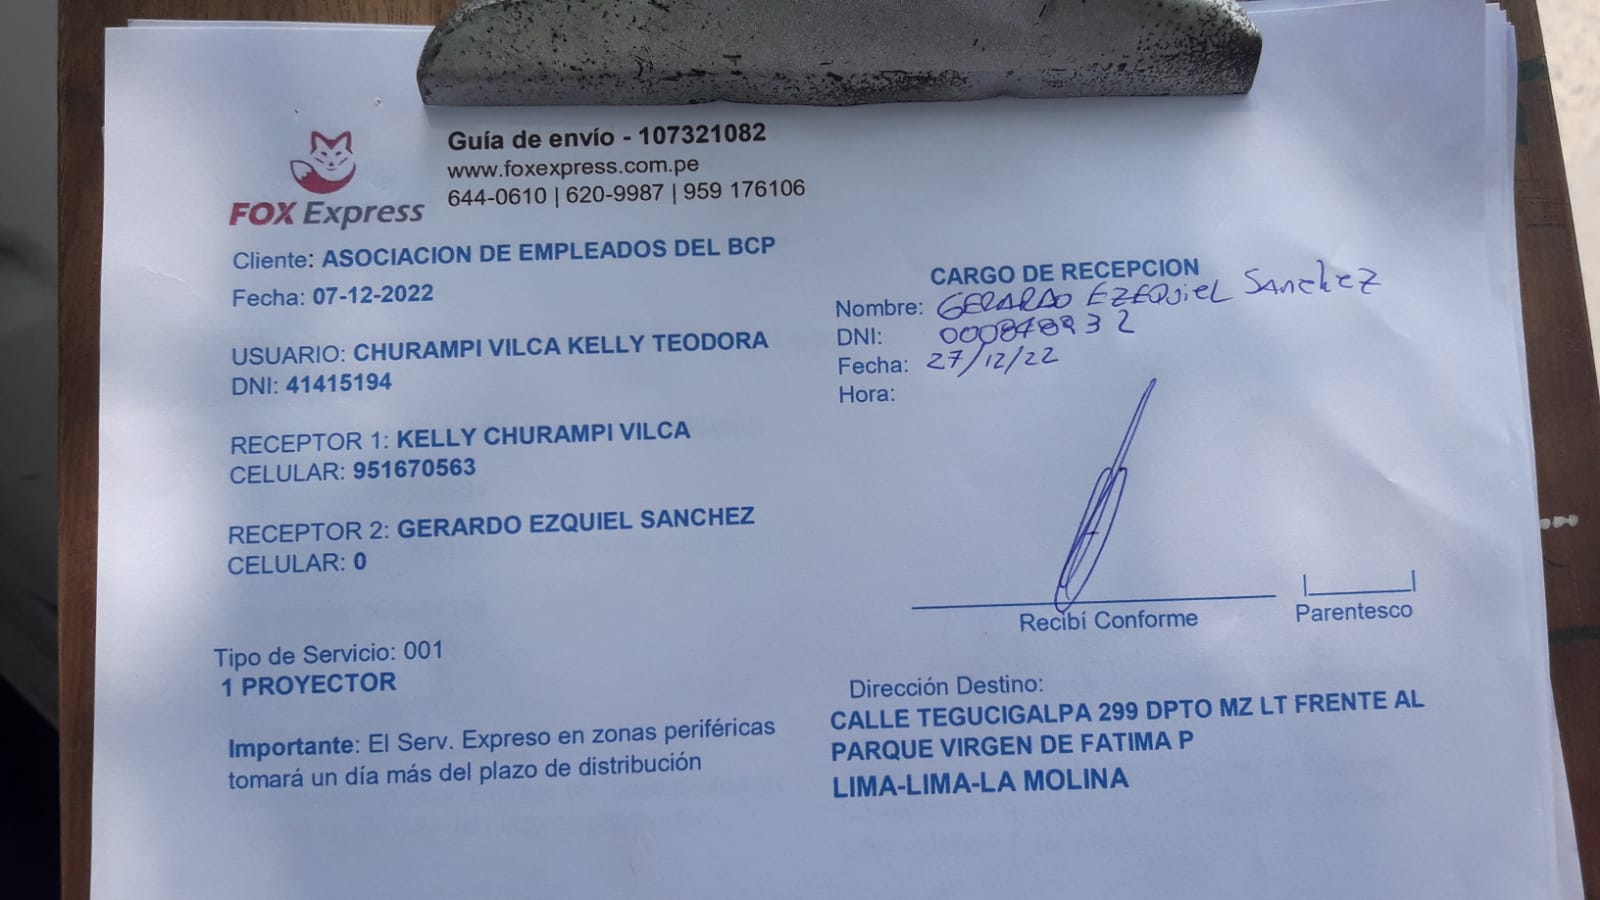 Guía de envío - 107321082
www.foxexpress.com.pe
644-0610 | 620-9987 | 959 176106
FOX Express
Cliente: ASOCIACION DE EMPLEADOS DEL BCP
Fecha: 07-12-2022
USUARIO: CHURAMPI VILCA KELLY TEODORA
DNI: 41415194
RECEPTOR 1: KELLY CHURAMPI VILCA
CELULAR: 951670563
RECEPTOR 2: GERARDO EZQUIEL SANCHEZ
CELULAR: 0
Tipo de Servicio: 001
1 PROYECTOR
Importante: El Serv. Expreso en zonas periféricas
tomará un día más del plazo de distribución
CARGO DE RECEPCION
Nombre: GERARDO EZEQUIEL SANCHEZ
DNI:
Fecha: 27/12/22
Hora:
Recibí Conforme
Parentesco
Dirección Destino:
CALLE TEGUCIGALPA 299 DPTO MZ LT FRENTE AL
PARQUE VIRGEN DE FATIMA P
LIMA-LIMA-LA MOLINA